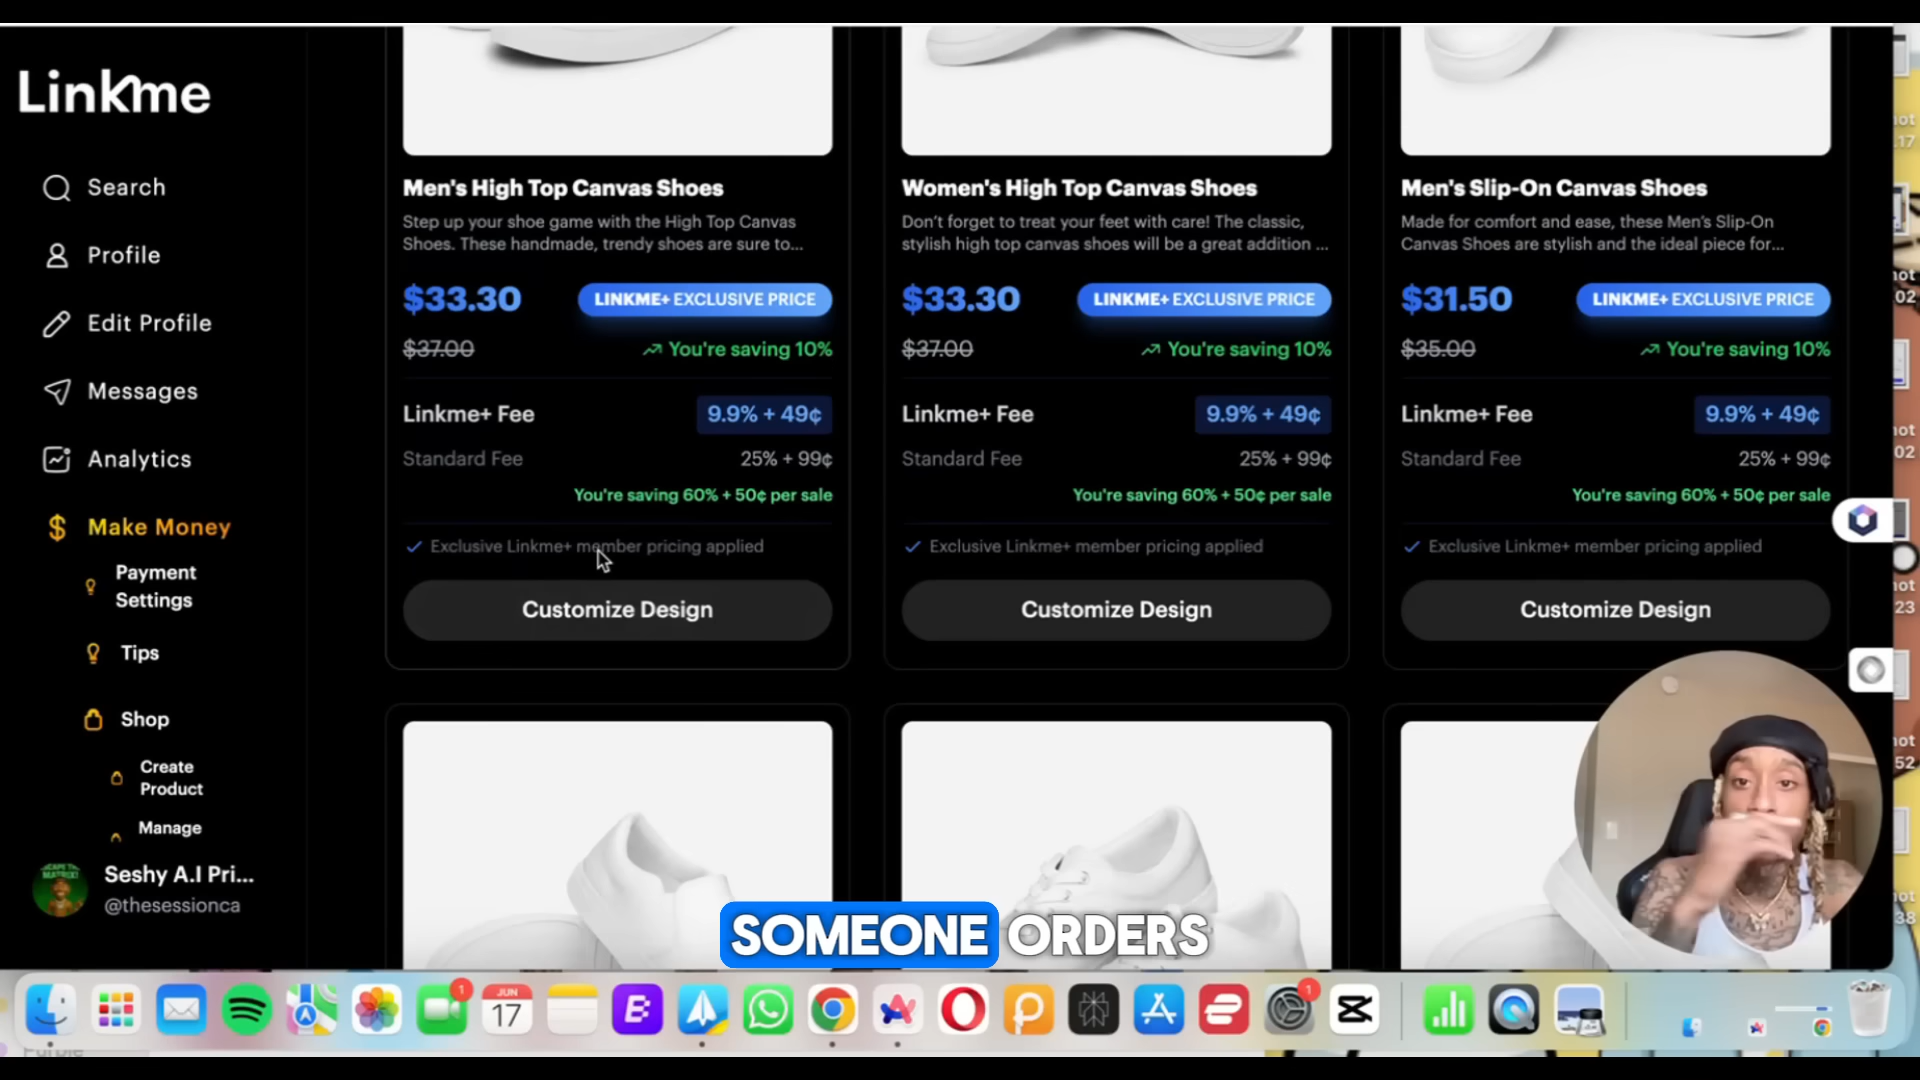 Linkme
Search
Profile
Edit Profile
Messages
Analytics
Make Money
Payment
Settings
Tips
Shop
Create
Product
Manage
Seshy A.I Pri...
@thesessionca
Men's High Top Canvas Shoes
Step up your shoe game with the High Top Canvas
Shoes. These handmade, trendy shoes are sure to...
$33.30
LINKME+ EXCLUSIVE PRICE
$37.00
You're saving 10%
Linkme+ Fee
9.9% + 49¢
Standard Fee
25% + 99¢
You're saving 60% + 50¢ per sale
Exclusive Linkme+ member pricing applied
Customize Design
Women's High Top Canvas Shoes
Don't forget to treat your feet with care! The classic,
stylish high top canvas shoes will be a great addition ...
$33.30
LINKME+ EXCLUSIVE PRICE
$37.00
You're saving 10%
Linkme+ Fee
9.9% + 49¢
Standard Fee
25% + 99¢
You're saving 60% + 50¢ per sale
Exclusive Linkme+ member pricing applied
Customize Design
Men's Slip-On Canvas Shoes
Made for comfort and ease, these Men's Slip-On
Canvas Shoes are stylish and the ideal piece for...
$31.50
LINKME+ EXCLUSIVE PRICE
$35.00
You're saving 10%
Linkme+ Fee
9.9% + 49¢
Standard Fee
25% + 99¢
You're saving 60% + 50¢ per sale
Exclusive Linkme+ member pricing applied
Customize Design
SOMEONE ORDERS
1
JUN
17
1